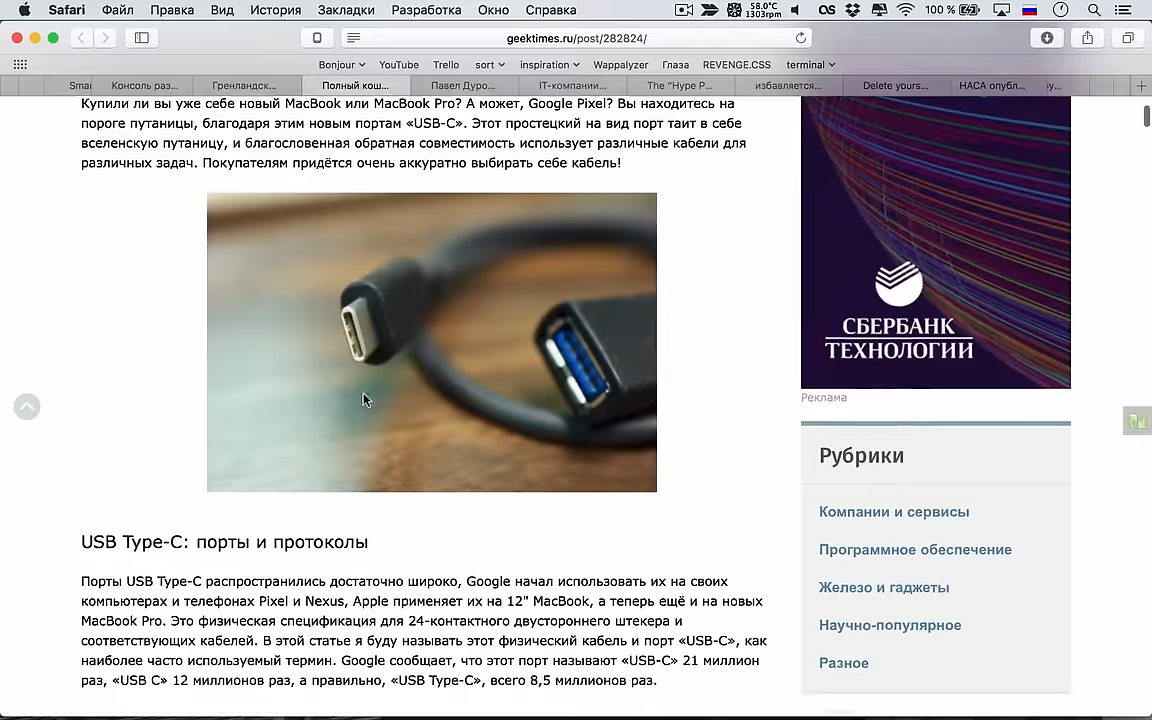 Safari Файл Правка Вид История Закладки Разработка Окно Справка
58.0°C
1303rpm
100 %
geektimes.ru/post/282824/
Bonjour YouTube Trello sort inspiration Wappalyzer Глаза REVENGE.CSS terminal
Smar Консоль раз... Гренландск... Полный кош... Павел Дуро... IT-компании... The “Hype P... избавляется... Delete yours... НАСА опубл...
Купили ли вы уже себе новый MacBook или MacBook Pro? А может, Google Pixel? Вы находитесь на
пороге путаницы, благодаря этим новым портам «USB-C». Этот простецкий на вид порт таит в себе
вселенскую путаницу, и благословенная обратная совместимость использует различные кабели для
различных задач. Покупателям придётся очень аккуратно выбирать себе кабель!
USB Type-C: порты и протоколы
Порты USB Type-C распространились достаточно широко, Google начал использовать их на своих
компьютерах и телефонах Pixel и Nexus, Apple применяет их на 12" MacBook, а теперь ещё и на новых
MacBook Pro. Это физическая спецификация для 24-контактного двустороннего штекера и
соответствующих кабелей. В этой статье я буду называть этот физический кабель и порт «USB-C», как
наиболее часто используемый термин. Google сообщает, что этот порт называют «USB-C» 21 миллион
раз, «USB C» 12 миллионов раз, а правильно, «USB Type-C», всего 8,5 миллионов раз.
СБЕРБАНК
ТЕХНОЛОГИИ
Реклама
Рубрики
Компании и сервисы
Программное обеспечение
Железо и гаджеты
Научно-популярное
Разное